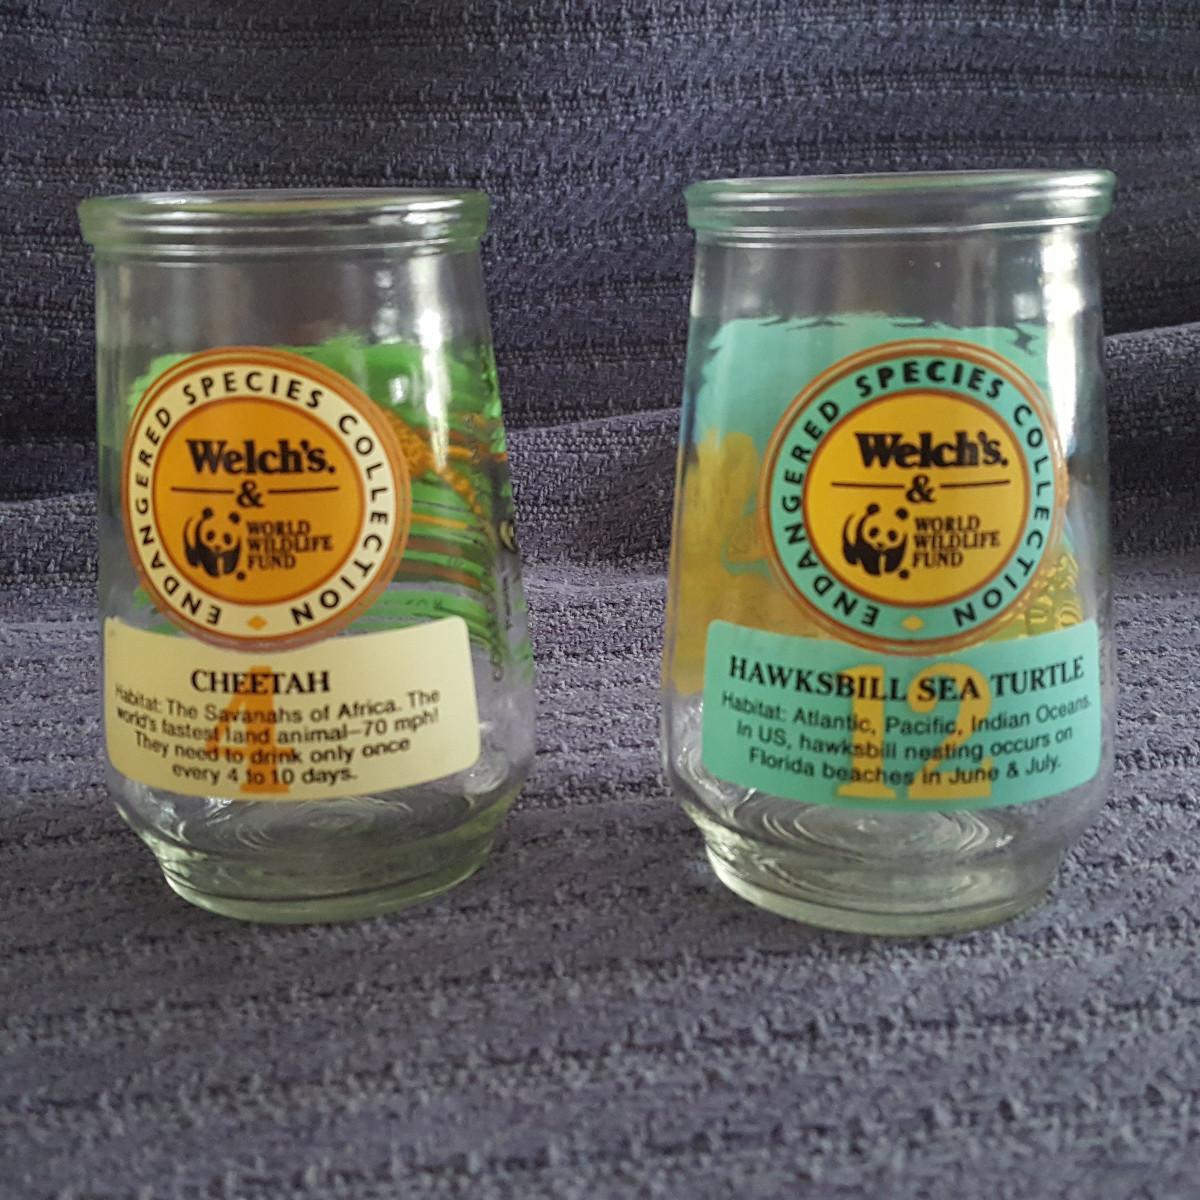 ENDANGERED SPECIES COLLECTION
Welch's.
&
WORLD
WILDLIFE
FUND
4
CHEETAH
Habitat: The Savanahs of Africa. The
world's fastest land animal—70 mph!
They need to drink only once
every 4 to 10 days.
ENDANGERED SPECIES COLLECTION
Welch's.
&
WORLD
WILDLIFE
FUND
12
HAWKSBILL SEA TURTLE
Habitat: Atlantic, Pacific, Indian Oceans.
In US, hawksbill nesting occurs on
Florida beaches in June & July.